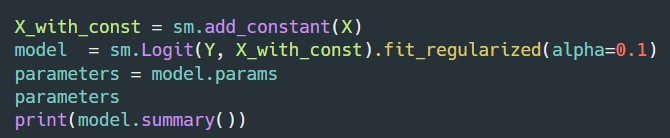 X_with_const = sm.add_constant(X)
model  = sm.Logit(Y, X_with_const).fit_regularized(alpha=0.1)
parameters = model.params
parameters
print(model.summary())